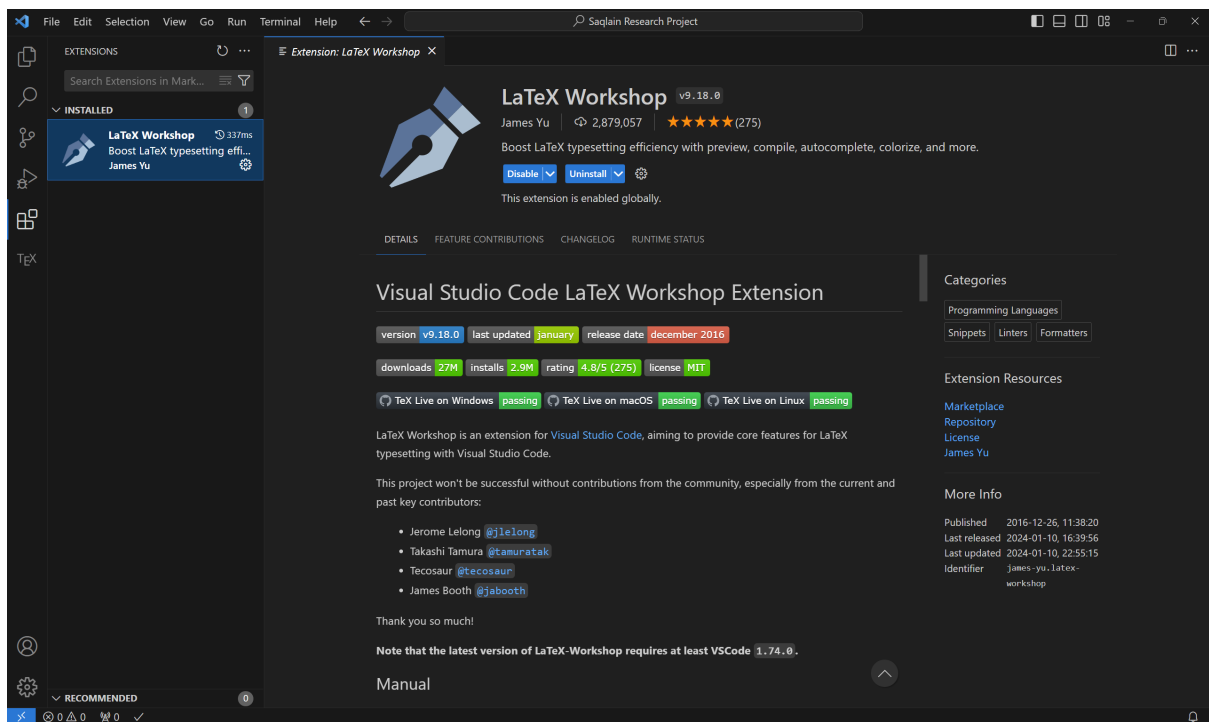 File Edit Selection View Go Run Terminal Help
Saqlain Research Project
EXTENSIONS
Search Extensions in Mark...
INSTALLED 1
LaTeX Workshop 337ms
Boost LaTeX typesetting effi...
James Yu
TEX
RECOMMENDED 0
0 0 0
Extension: LaTeX Workshop
LaTeX Workshop v9.18.0
James Yu 2,879,057 (275)
Boost LaTeX typesetting efficiency with preview, compile, autocomplete, colorize, and more.
Disable Uninstall
This extension is enabled globally.
DETAILS FEATURE CONTRIBUTIONS CHANGELOG RUNTIME STATUS
Visual Studio Code LaTeX Workshop Extension
version v9.18.0 last updated january release date december 2016
downloads 27M installs 2.9M rating 4.8/5 (275) license MIT
TeX Live on Windows passing TeX Live on macOS passing TeX Live on Linux passing
LaTeX Workshop is an extension for Visual Studio Code, aiming to provide core features for LaTeX
typesetting with Visual Studio Code.
This project won't be successful without contributions from the community, especially from the current and
past key contributors:
• Jerome Lelong @jlelong
• Takashi Tamura @tamuratak
• Tecosaur @tecosaur
• James Booth @jabooth
Thank you so much!
Note that the latest version of LaTeX-Workshop requires at least VSCode 1.74.0.
Manual
Categories
Programming Languages
Snippets Linters Formatters
Extension Resources
Marketplace
Repository
License
James Yu
More Info
Published 2016-12-26, 11:38:20
Last released 2024-01-10, 16:39:56
Last updated 2024-01-10, 22:55:15
Identifier james-yu.latex-
workshop